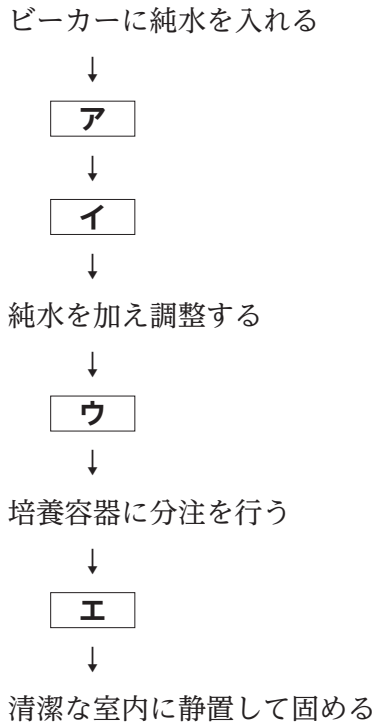 ビーカーに純水を入れる
↓
ア
↓
イ
↓
純水を加え調整する
↓
ウ
↓
培養容器に分注を行う
↓
エ
↓
清潔な室内に静置して固める